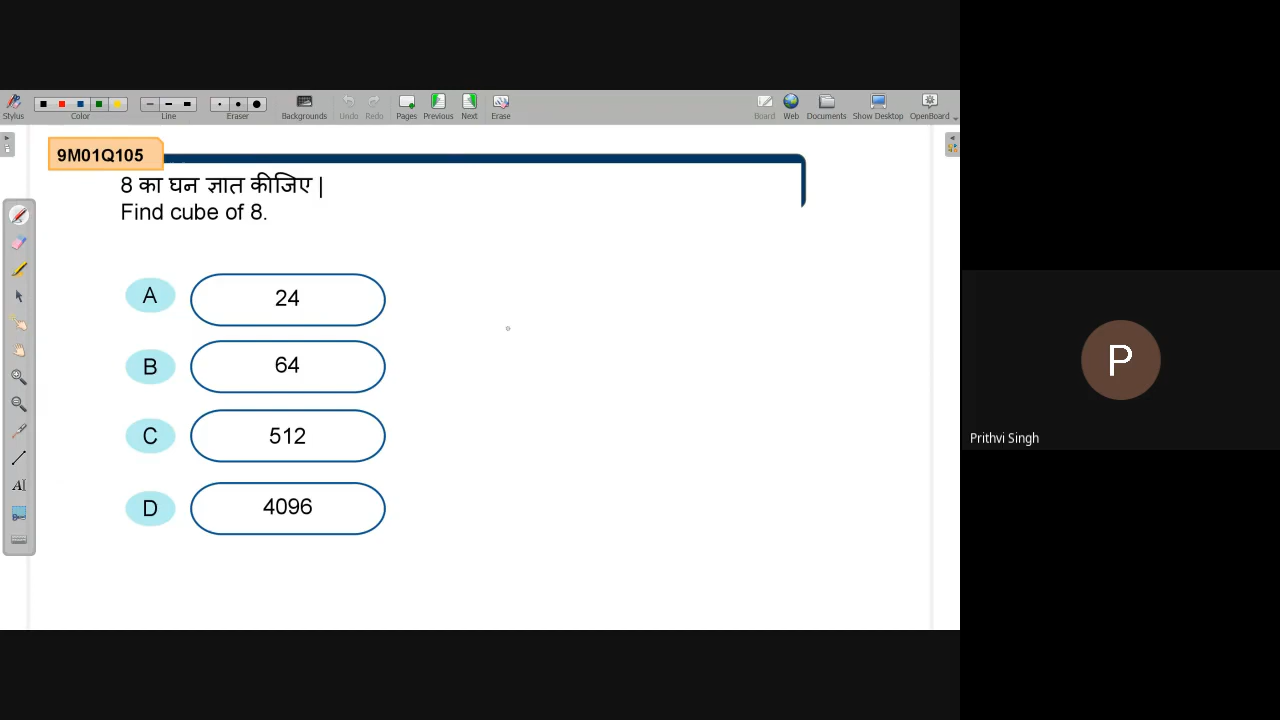 Stylus
Color
Line
Eraser
Backgrounds
Undo
Redo
Pages
Previous
Next
Erase
Board
Web
Documents
Show Desktop
OpenBoard
9M01Q105
8 का घन ज्ञात कीजिए |
Find cube of 8.
A 24
B 64
C 512
D 4096
P
Prithvi Singh